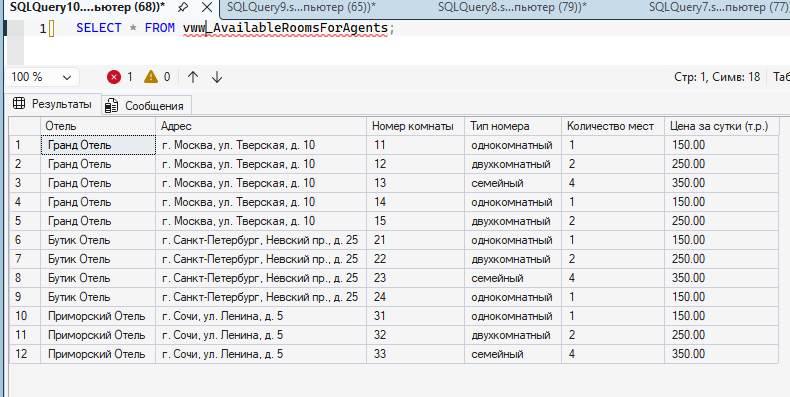 SQLQuery10....ьютер (68))* SQLQuery9.s...пьютер (65))* SQLQuery8.s...пьютер (79))* SQLQuery7.s...пьютер (77)
1 SELECT * FROM vww_AvailableRoomsForAgents;
100 % 1 0 Стр: 1, Симв: 18 Таб
Результаты Сообщения
Отель Адрес Номер комнаты Тип номера Количество мест Цена за сутки (т.р.)
1 Гранд Отель г. Москва, ул. Тверская, д. 10 11 однокомнатный 1 150.00
2 Гранд Отель г. Москва, ул. Тверская, д. 10 12 двухкомнатный 2 250.00
3 Гранд Отель г. Москва, ул. Тверская, д. 10 13 семейный 4 350.00
4 Гранд Отель г. Москва, ул. Тверская, д. 10 14 однокомнатный 1 150.00
5 Гранд Отель г. Москва, ул. Тверская, д. 10 15 двухкомнатный 2 250.00
6 Бутик Отель г. Санкт-Петербург, Невский пр., д. 25 21 однокомнатный 1 150.00
7 Бутик Отель г. Санкт-Петербург, Невский пр., д. 25 22 двухкомнатный 2 250.00
8 Бутик Отель г. Санкт-Петербург, Невский пр., д. 25 23 семейный 4 350.00
9 Бутик Отель г. Санкт-Петербург, Невский пр., д. 25 24 однокомнатный 1 150.00
10 Приморский Отель г. Сочи, ул. Ленина, д. 5 31 однокомнатный 1 150.00
11 Приморский Отель г. Сочи, ул. Ленина, д. 5 32 двухкомнатный 2 250.00
12 Приморский Отель г. Сочи, ул. Ленина, д. 5 33 семейный 4 350.00